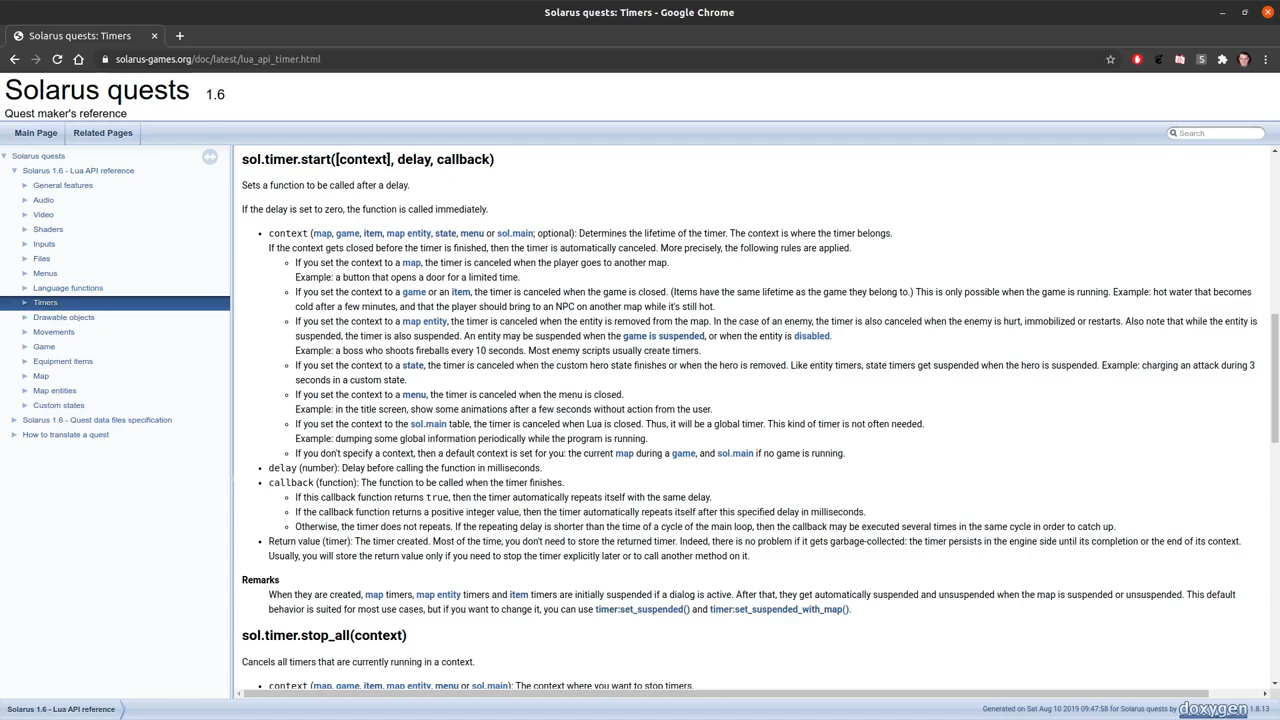 Solarus quests: Timers - Google Chrome
Solarus quests: Timers
solarus-games.org/doc/latest/lua_api_timer.html
Solarus quests 1.6
Quest maker's reference
Main Page
Related Pages
Search
Solarus quests
Solarus 1.6 - Lua API reference
General features
Audio
Video
Shaders
Inputs
Files
Menus
Language functions
Timers
Drawable objects
Movements
Game
Equipment items
Map
Map entities
Custom states
Solarus 1.6 - Quest data files specification
How to translate a quest
sol.timer.start([context], delay, callback)
Sets a function to be called after a delay.
If the delay is set to zero, the function is called immediately.
context (map, game, item, map entity, state, menu or sol.main; optional): Determines the lifetime of the timer. The context is where the timer belongs.
If the context gets closed before the timer is finished, then the timer is automatically canceled. More precisely, the following rules are applied.
If you set the context to a map, the timer is canceled when the player goes to another map.
Example: a button that opens a door for a limited time.
If you set the context to a game or an item, the timer is canceled when the game is closed. (Items have the same lifetime as the game they belong to.) This is only possible when the game is running. Example: hot water that becomes
cold after a few minutes, and that the player should bring to an NPC on another map while it's still hot.
If you set the context to a map entity, the timer is canceled when the entity is removed from the map. In the case of an enemy, the timer is also canceled when the enemy is hurt, immobilized or restarts. Also note that while the entity is
suspended, the timer is also suspended. An entity may be suspended when the game is suspended, or when the entity is disabled.
Example: a boss who shoots fireballs every 10 seconds. Most enemy scripts usually create timers.
If you set the context to a state, the timer is canceled when the custom hero state finishes or when the hero is removed. Like entity timers, state timers get suspended when the hero is suspended. Example: charging an attack during 3
seconds in a custom state.
If you set the context to a menu, the timer is canceled when the menu is closed.
Example: in the title screen, show some animations after a few seconds without action from the user.
If you set the context to the sol.main table, the timer is canceled when Lua is closed. Thus, it will be a global timer. This kind of timer is not often needed.
Example: dumping some global information periodically while the program is running.
If you don't specify a context, then a default context is set for you: the current map during a game, and sol.main if no game is running.
delay (number): Delay before calling the function in milliseconds.
callback (function): The function to be called when the timer finishes.
If this callback function returns true, then the timer automatically repeats itself with the same delay.
If the callback function returns a positive integer value, then the timer automatically repeats itself after this specified delay in milliseconds.
Otherwise, the timer does not repeats. If the repeating delay is shorter than the time of a cycle of the main loop, then the callback may be executed several times in the same cycle in order to catch up.
Return value (timer): The timer created. Most of the time, you don't need to store the returned timer. Indeed, there is no problem if it gets garbage-collected: the timer persists in the engine side until its completion or the end of its context.
Usually, you will store the return value only if you need to stop the timer explicitly later or to call another method on it.
Remarks
When they are created, map timers, map entity timers and item timers are initially suspended if a dialog is active. After that, they get automatically suspended and unsuspended when the map is suspended or unsuspended. This default
behavior is suited for most use cases, but if you want to change it, you can use timer:set_suspended() and timer:set_suspended_with_map().
sol.timer.stop_all(context)
Cancels all timers that are currently running in a context.
context (map, game, item, map entity, menu or sol.main): The context where you want to stop timers.
Solarus 1.6 - Lua API reference
Generated on Sat Aug 10 2019 09:47:58 for Solarus quests by doxygen 1.8.13